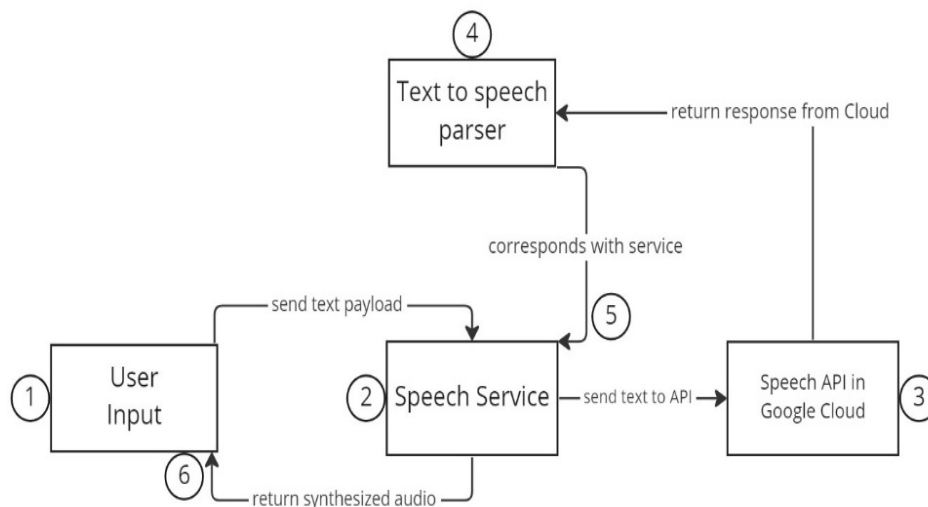 4
Text to speech
parser
return response from Cloud
corresponds with service
send text payload
5
1
User
Input
2
Speech Service
send text to API
Speech API in
Google Cloud
3
6
return synthesized audio